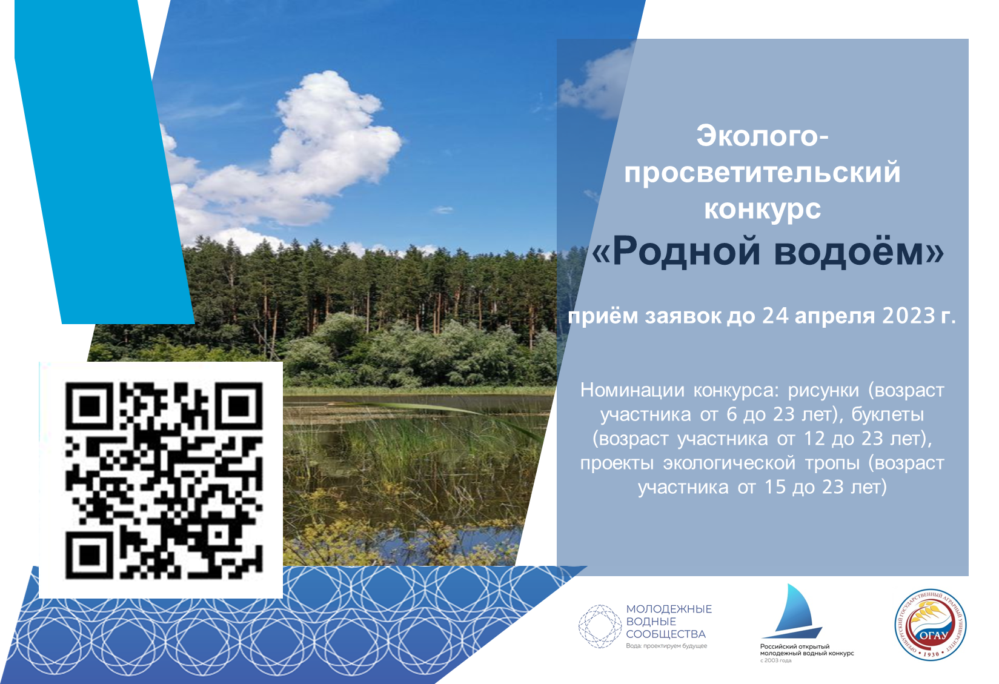 Эколого-
просветительский
конкурс
«Родной водоём»
приём заявок до 24 апреля 2023 г.
Номинации конкурса: рисунки (возраст
участника от 6 до 23 лет), буклеты
(возраст участника от 12 до 23 лет),
проекты экологической тропы (возраст
участника от 15 до 23 лет)
МОЛОДЕЖНЫЕ
ВОДНЫЕ
СООБЩЕСТВА
Вода: проектируем будущее
Российский открытый
молодежный водный конкурс
с 2003 года
ОРЕНБУРГСКИЙ ГОСУДАРСТВЕННЫЙ АГРАРНЫЙ УНИВЕРСИТЕТ
ОГАУ
• 1930 •